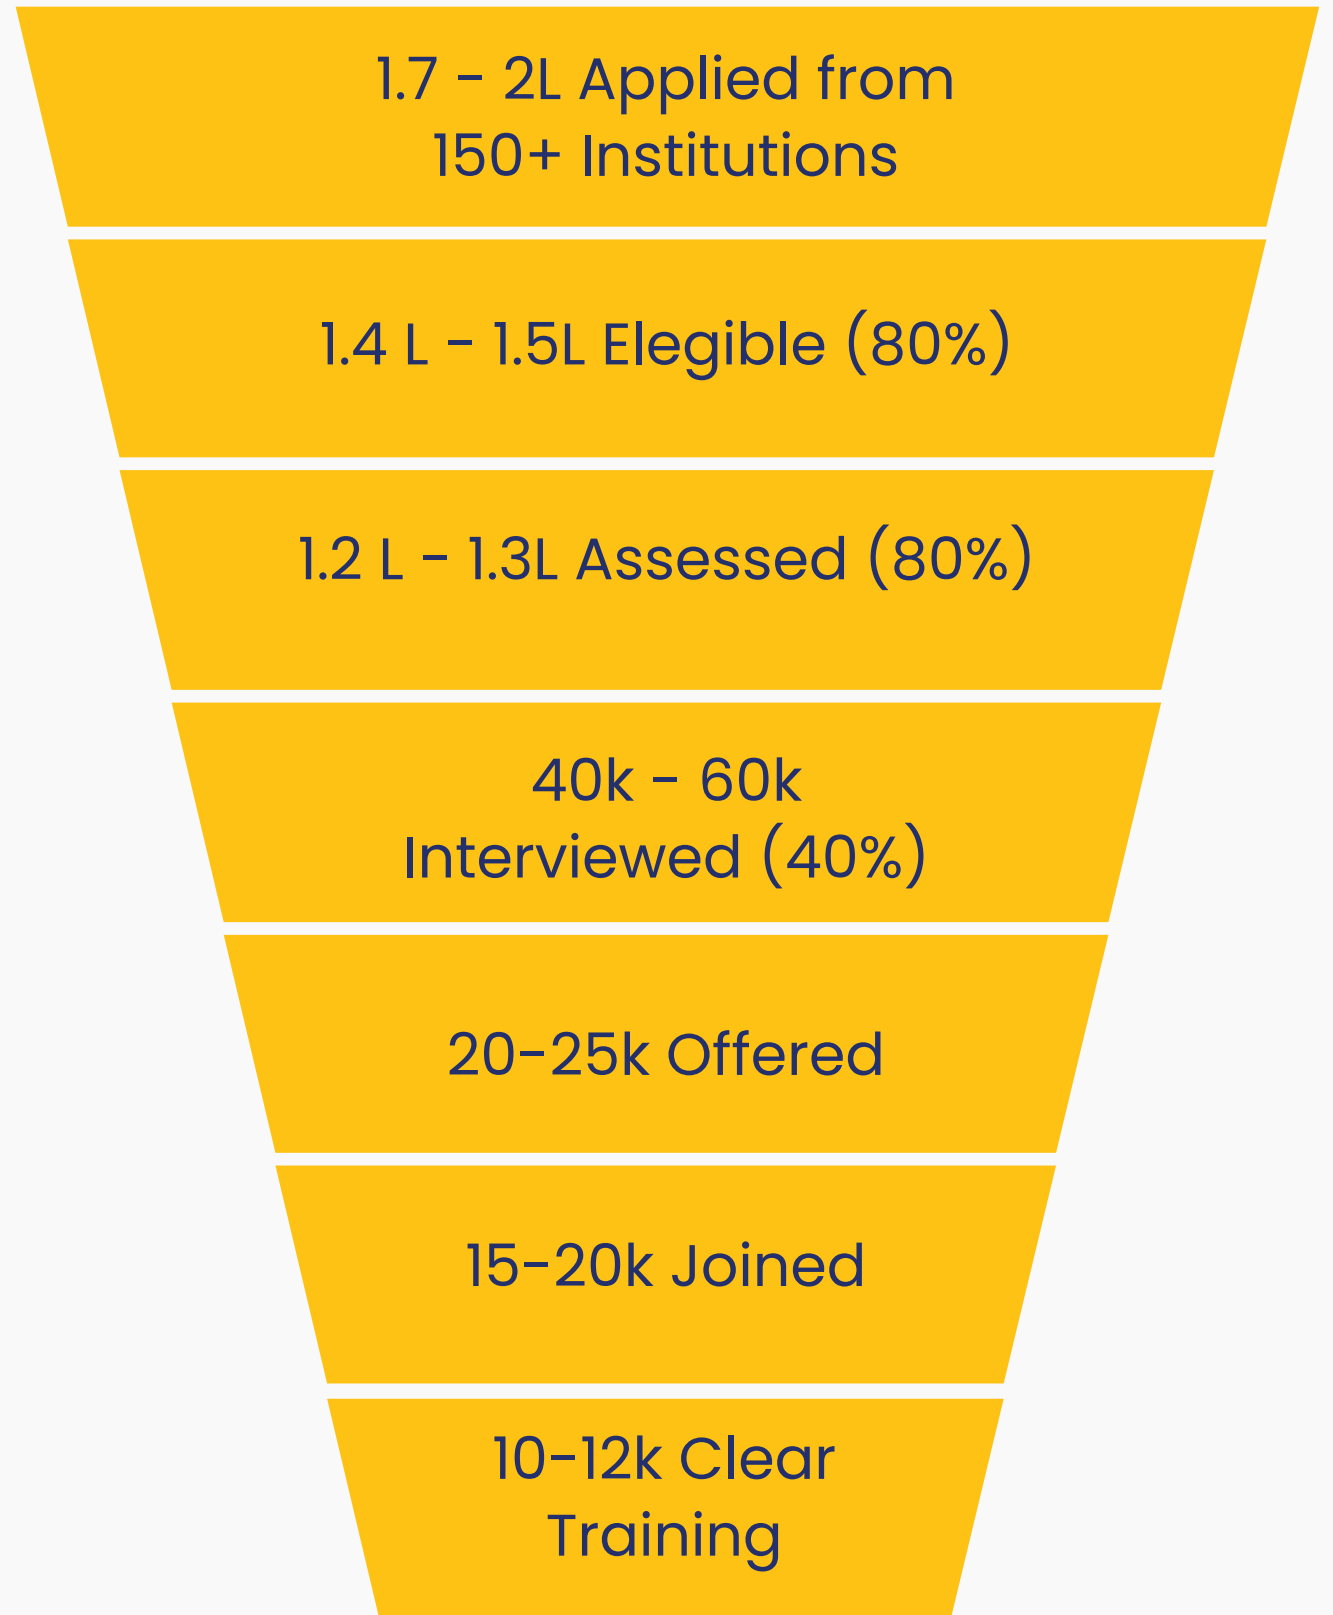 1.7 - 2L Applied from
150+ Institutions
1.4 L - 1.5L Elegible (80%)
1.2 L - 1.3L Assessed (80%)
40k - 60k
Interviewed (40%)
20-25k Offered
15-20k Joined
10-12k Clear
Training